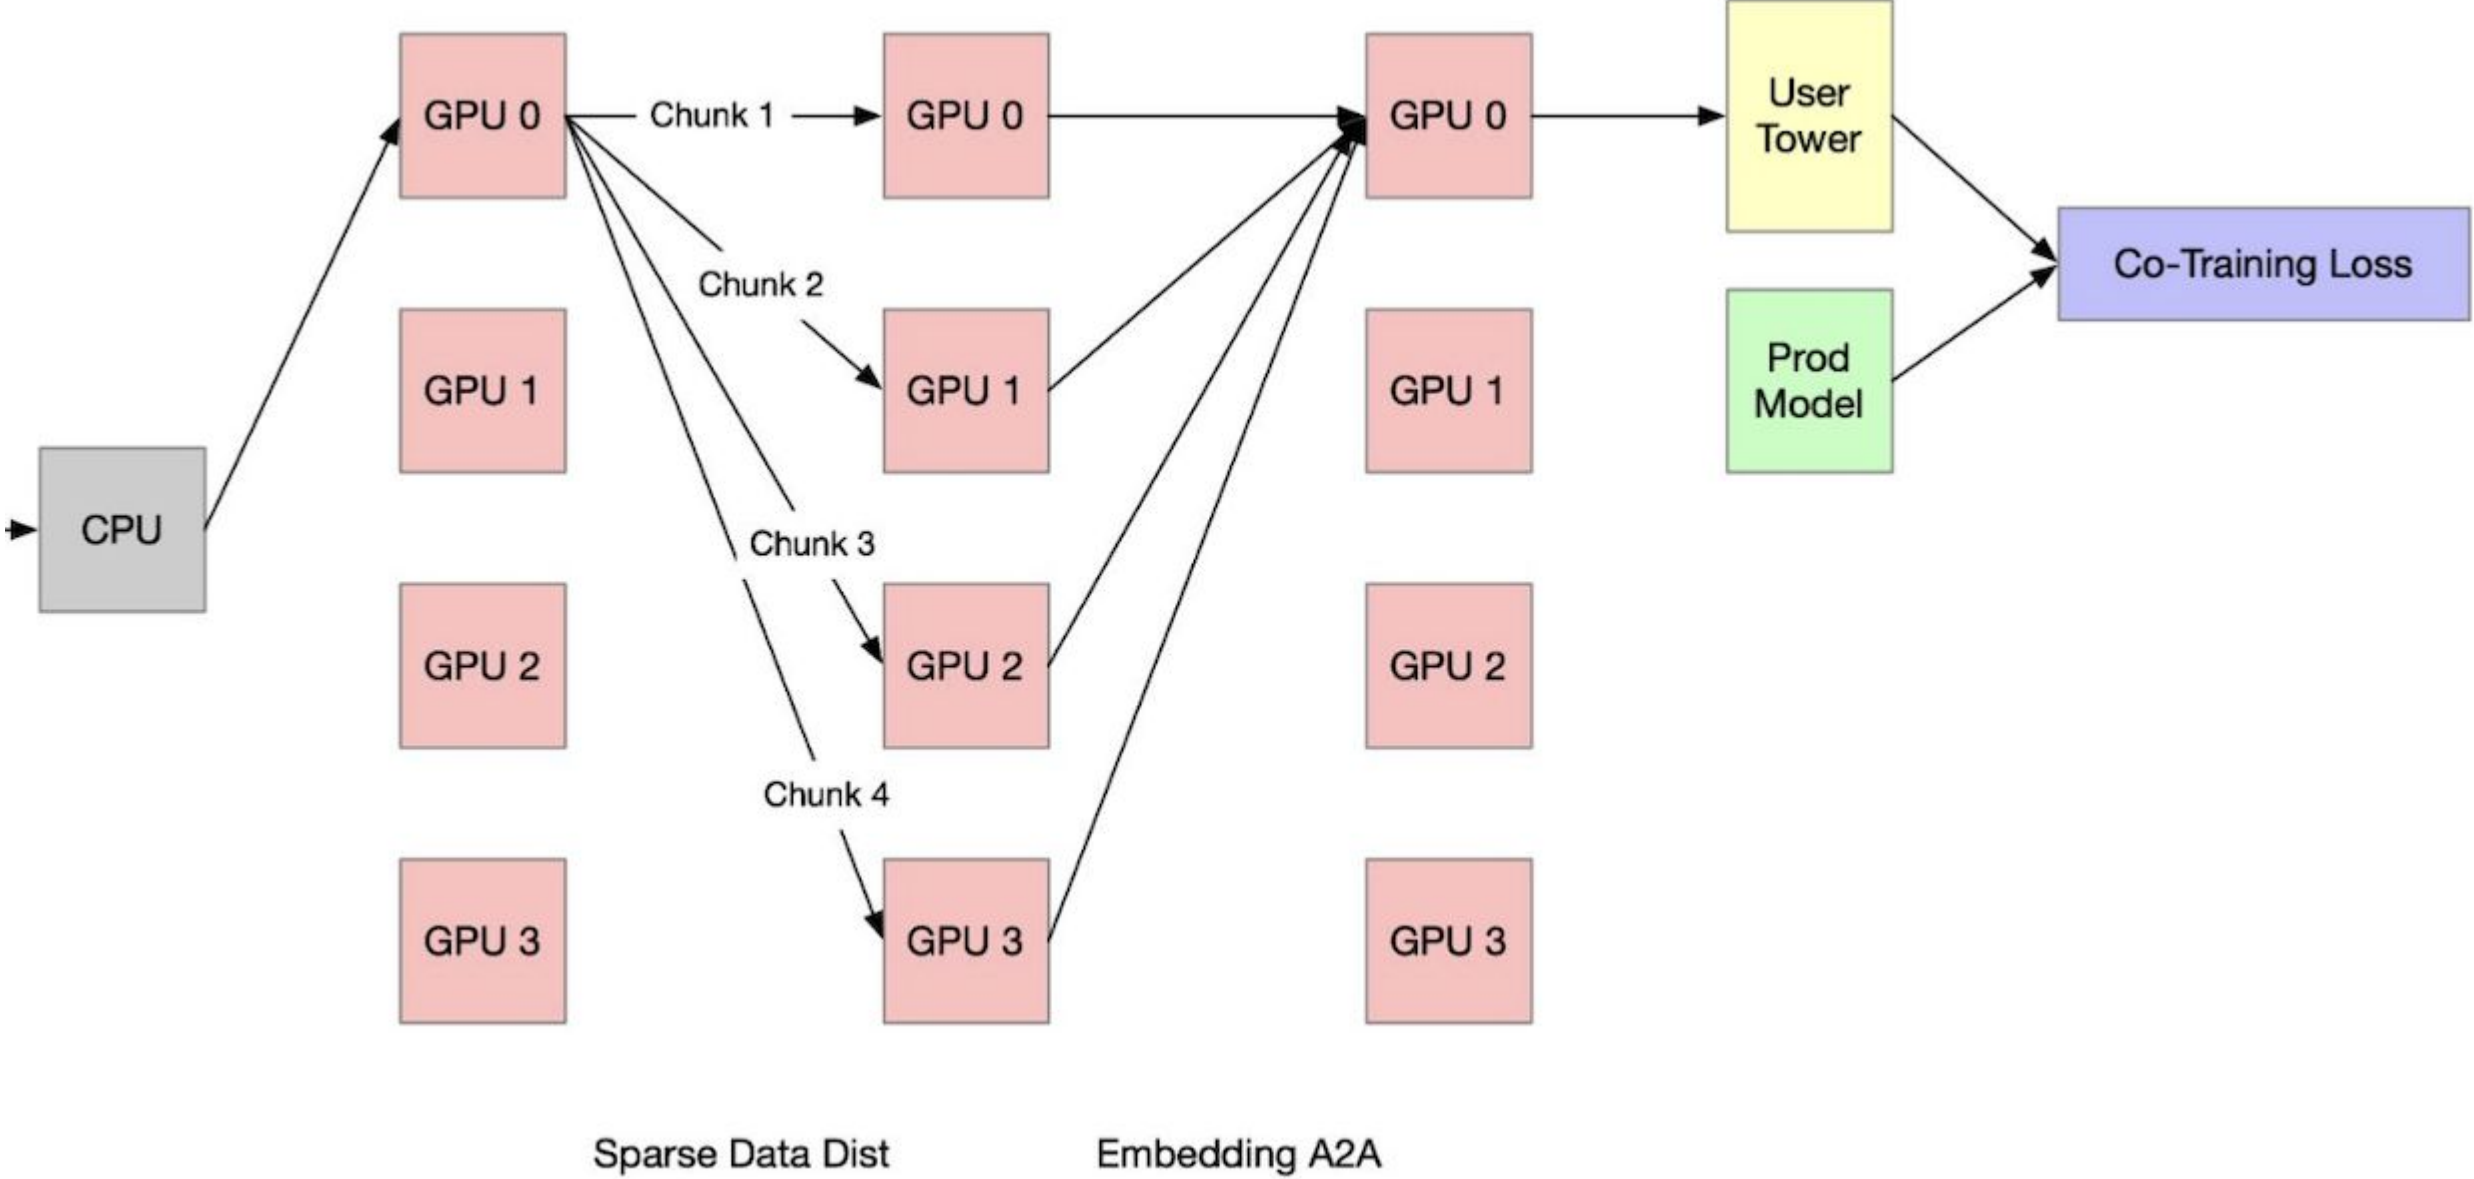 GPU 0
Chunk 1
GPU 0
GPU 0
User
Tower
Chunk 2
Co-Training Loss
GPU 1
GPU 1
GPU 1
Prod
Model
CPU
Chunk 3
GPU 2
GPU 2
GPU 2
Chunk 4
GPU 3
GPU 3
GPU 3
Sparse Data Dist
Embedding A2A